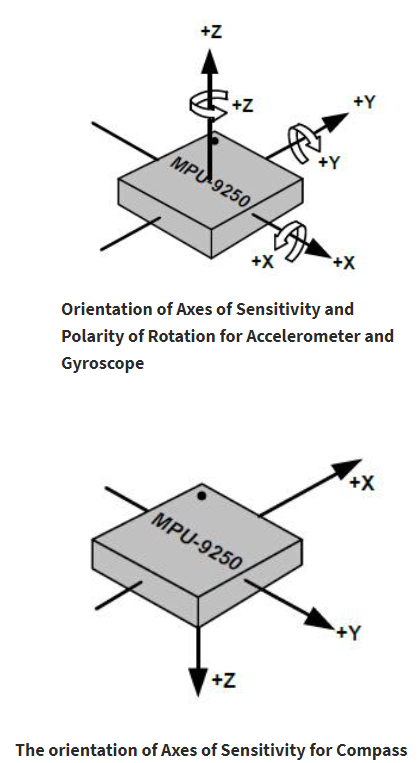 +Z
+Z
+Y
+Y
MPU-9250
+X
+X
Orientation of Axes of Sensitivity and
Polarity of Rotation for Accelerometer and
Gyroscope
+X
MPU-9250
+Y
+Z
The orientation of Axes of Sensitivity for Compass